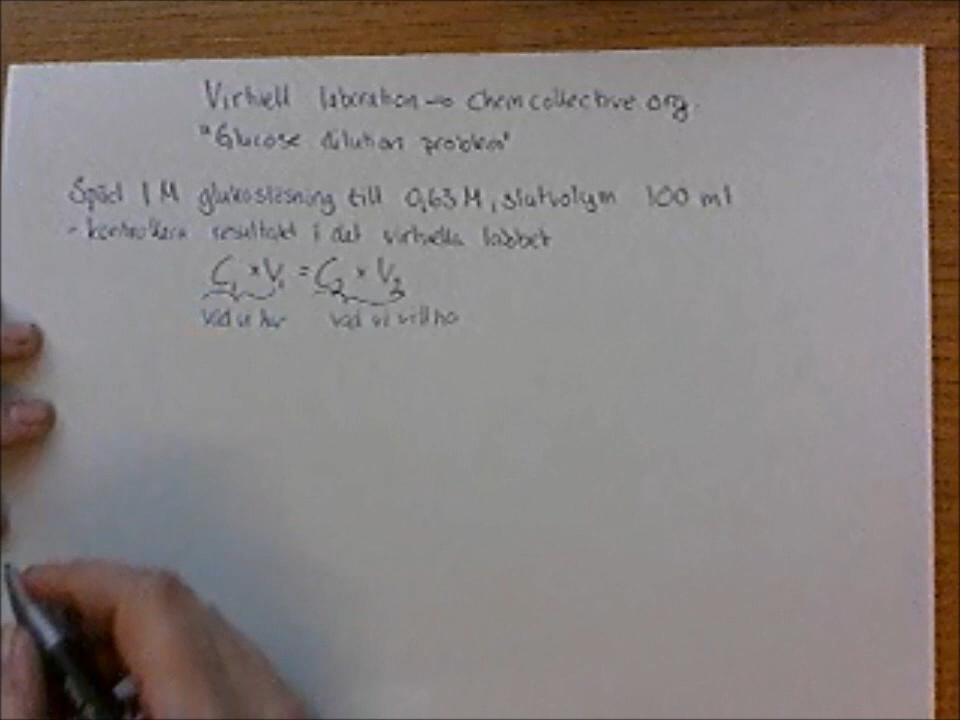 Virtuell laboration → chemcollective.org.
"Glucose dilution problem"
Späd 1 M glukoslösning till 0,63 M, slutvolym 100 ml
- kontrollera resultatet i det virtuella labbet
C₁ × V₁ = C₂ × V₂
vad vi har vad vi vill ha